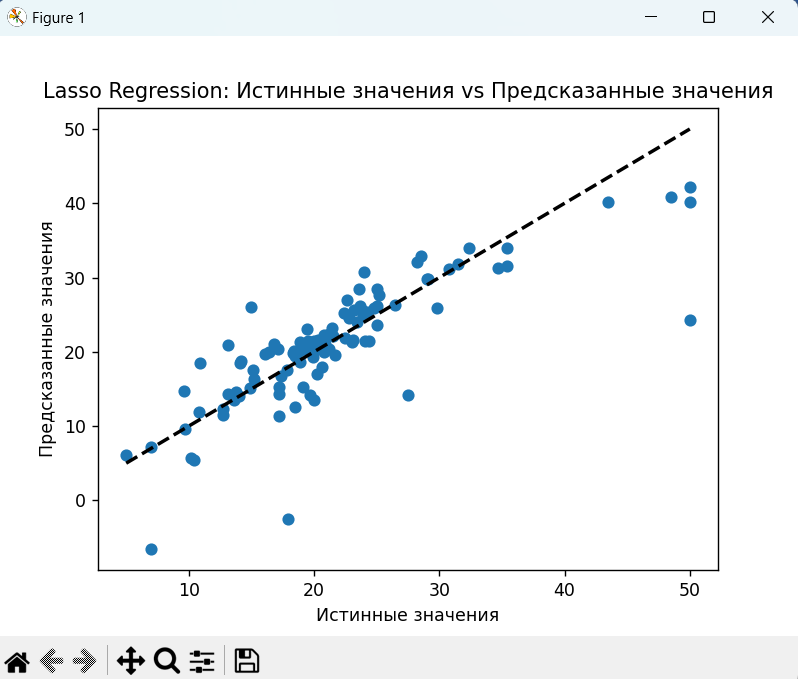 Figure 1
Lasso Regression: Истинные значения vs Предсказанные значения
50
40
30
20
10
0
Предсказанные значения
10 20 30 40 50
Истинные значения